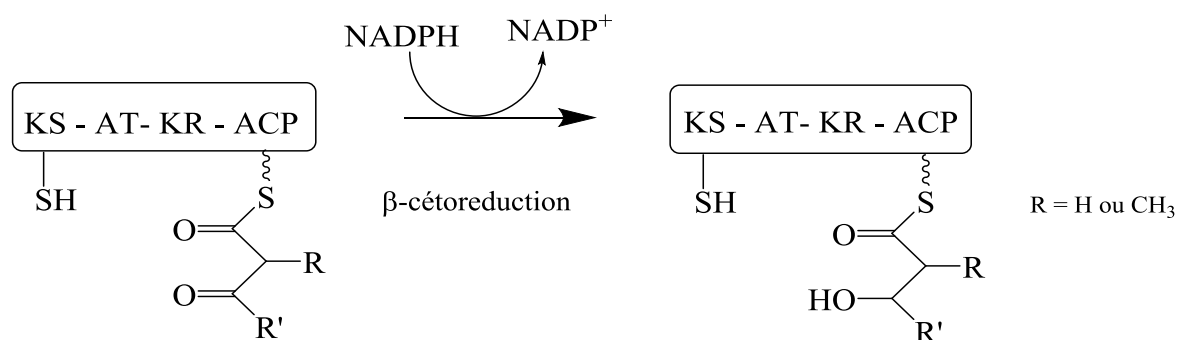 NADPH NADP+
KS - AT- KR - ACP
KS - AT- KR - ACP
SH
S
β-cétoreduction
SH
S
R = H ou CH3
O
R
O
R'
O
R
HO
R'